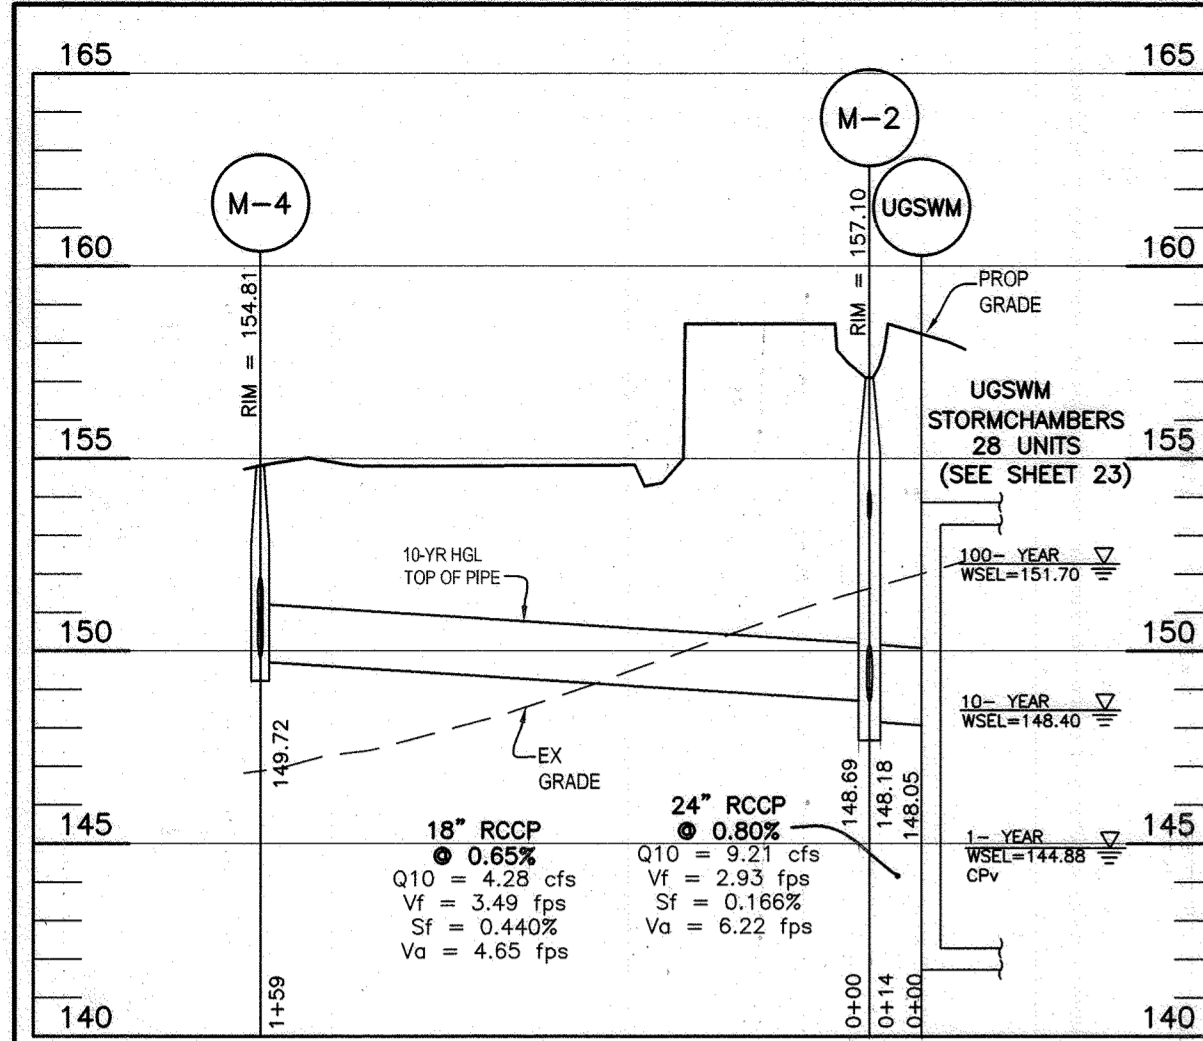 165
165
M-2
M-4
UGSWM
RIM = 157.10
160
160
RIM = 154.81
PROP
GRADE
UGSWM
STORMCHAMBERS
28 UNITS
(SEE SHEET 23)
155
155
10-YR HGL
TOP OF PIPE
100- YEAR
WSEL=151.70
150
150
10- YEAR
WSEL=148.40
149.72
EX
GRADE
148.69
148.18
148.05
18" RCCP
@ 0.65%
Q10 = 4.28 cfs
Vf = 3.49 fps
Sf = 0.440%
Va = 4.65 fps
24" RCCP
@ 0.80%
Q10 = 9.21 cfs
Vf = 2.93 fps
Sf = 0.166%
Va = 6.22 fps
145
145
1- YEAR
WSEL=144.88
CPv
1+59
0+00
0+14
0+00
140
140